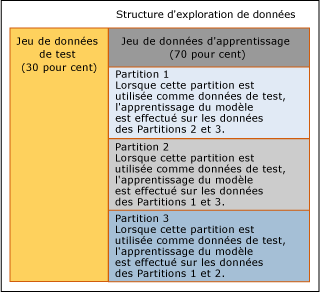 Structure d'exploration de données
Jeu de données
de test
(30 pour cent)
Jeu de données d'apprentissage
(70 pour cent)
Partition 1
Lorsque cette partition est
utilisée comme données de test,
l'apprentissage du modèle
est effectué sur les données
des Partitions 2 et 3.
Partition 2
Lorsque cette partition est
utilisée comme données de test,
l'apprentissage du modèle
est effectué sur les données
des Partitions 1 et 3.
Partition 3
Lorsque cette partition est
utilisée comme données de test,
l'apprentissage du modèle
est effectué sur les données
des Partitions 1 et 2.